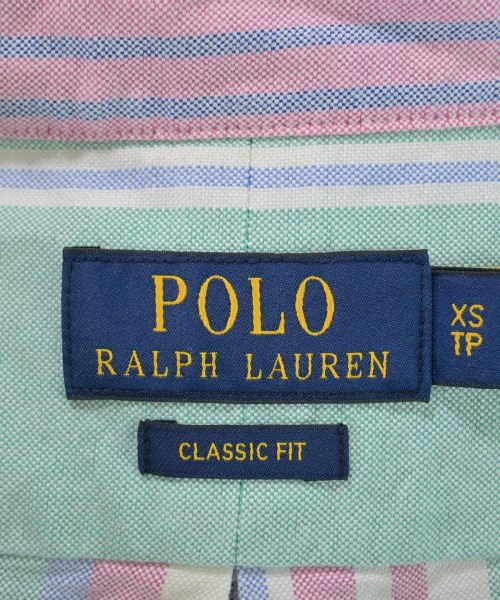 POLO
RALPH LAUREN
XS
TP
CLASSIC FIT